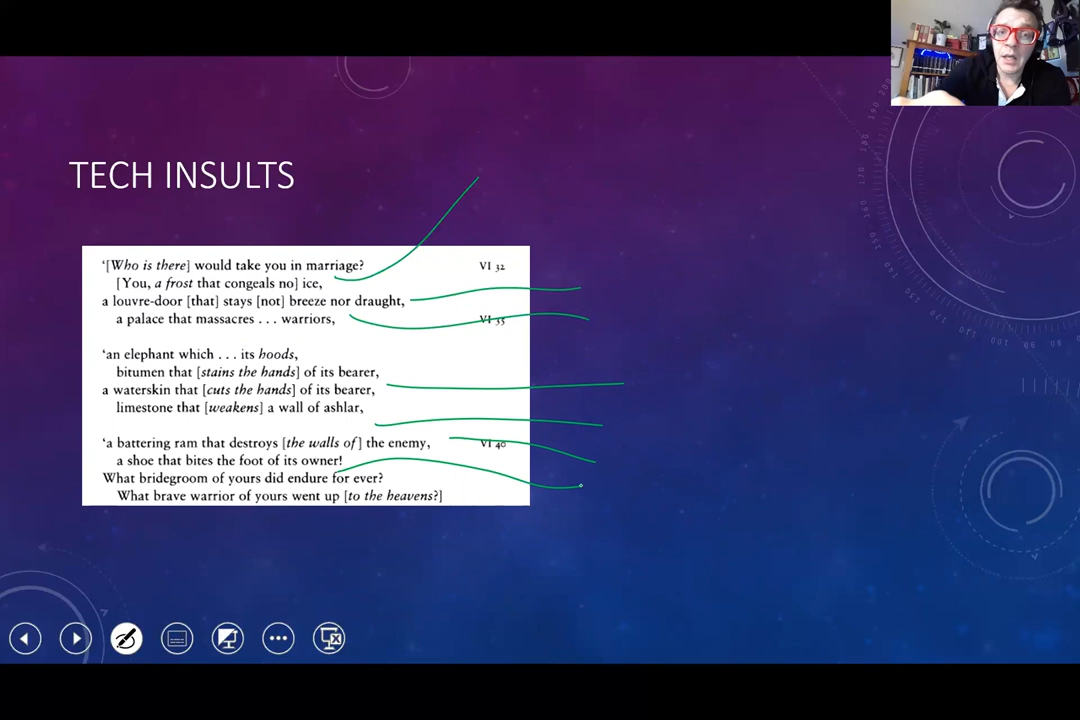 TECH INSULTS
‘[Who is there] would take you in marriage? VI 32
[You, a frost that congeals no] ice,
a louvre-door [that] stays [not] breeze nor draught,
a palace that massacres . . . warriors, VI 35
‘an elephant which . . . its hoods,
bitumen that [stains the hands] of its bearer,
a waterskin that [cuts the hands] of its bearer,
limestone that [weakens] a wall of ashlar,
‘a battering ram that destroys [the walls of] the enemy, VI 40
a shoe that bites the foot of its owner!
What bridegroom of yours did endure for ever?
What brave warrior of yours went up [to the heavens?]